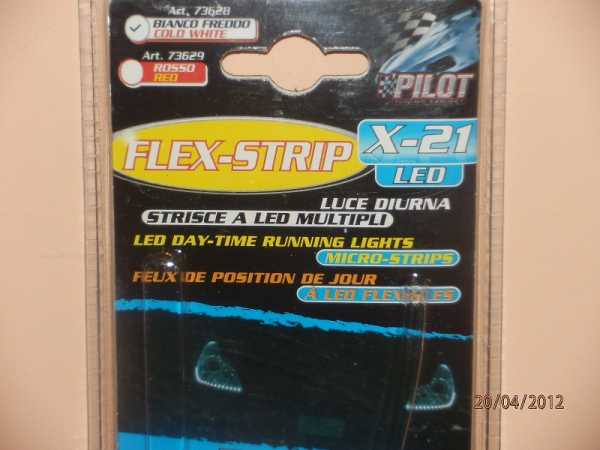 Art. 73628
BIANCO FREDDO
COLD WHITE
Art. 73629
ROSSO
RED
PILOT
FLEX-STRIP
X-21
LED
LUCE DIURNA
STRISCE A LED MULTIPLI
LED DAY-TIME RUNNING LIGHTS
MICRO-STRIPS
FEUX DE POSITION DE JOUR
À LED FLEXIBLES
20/04/2012